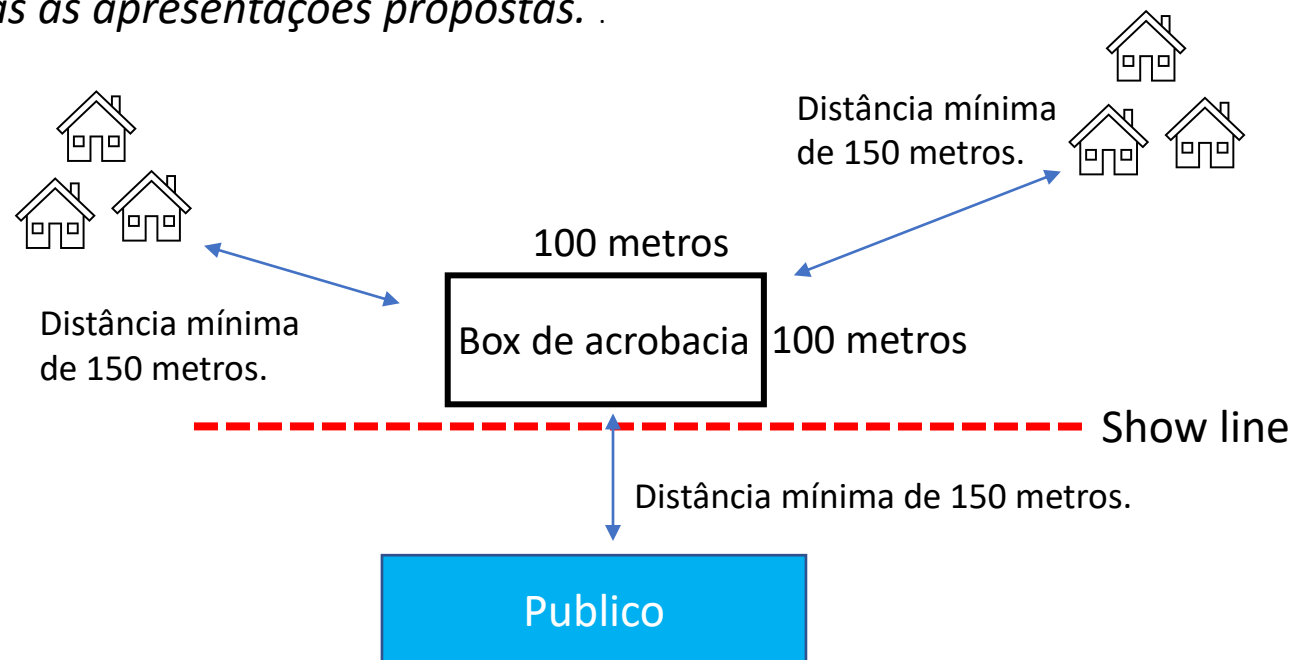 as as apresentações propostas. .
Distância mínima
de 150 metros.
100 metros
Distância mínima
de 150 metros.
Box de acrobacia
100 metros
Show line
Distância mínima de 150 metros.
Publico